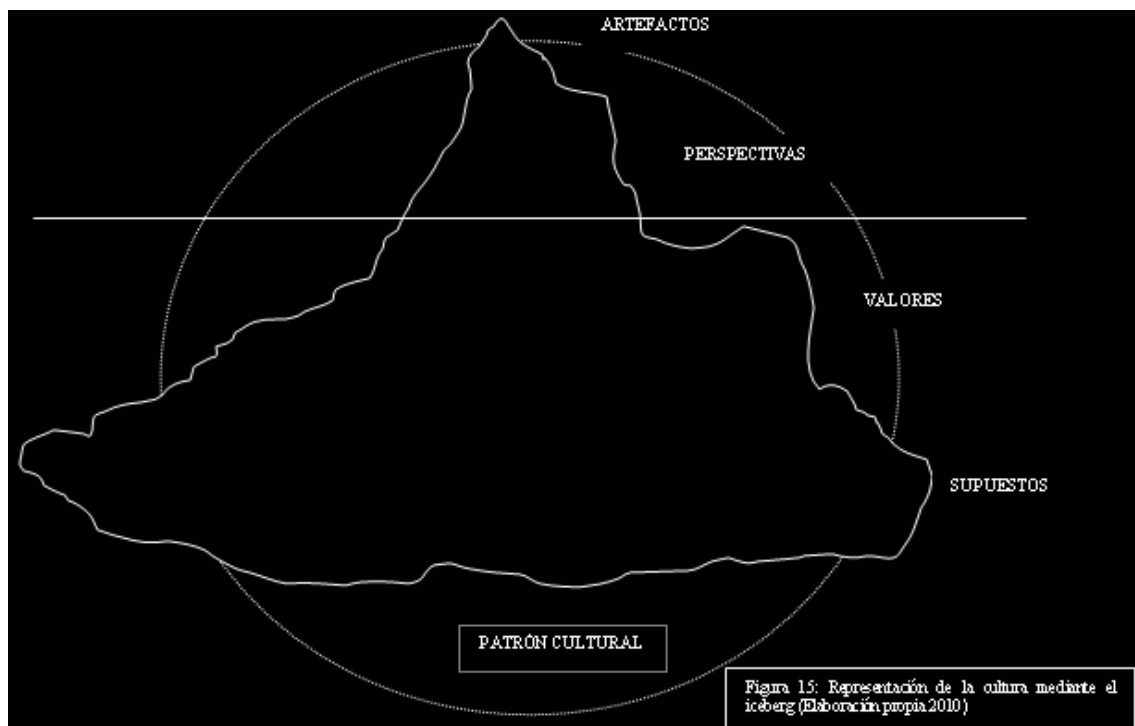 ARTEFACTOS
PERSPECTIVAS
VALORES
SUPUESTOS
PATRÓN CULTURAL
Figura 15: Representación de la cultura mediante el
iceberg (Elaboración propia 2010)